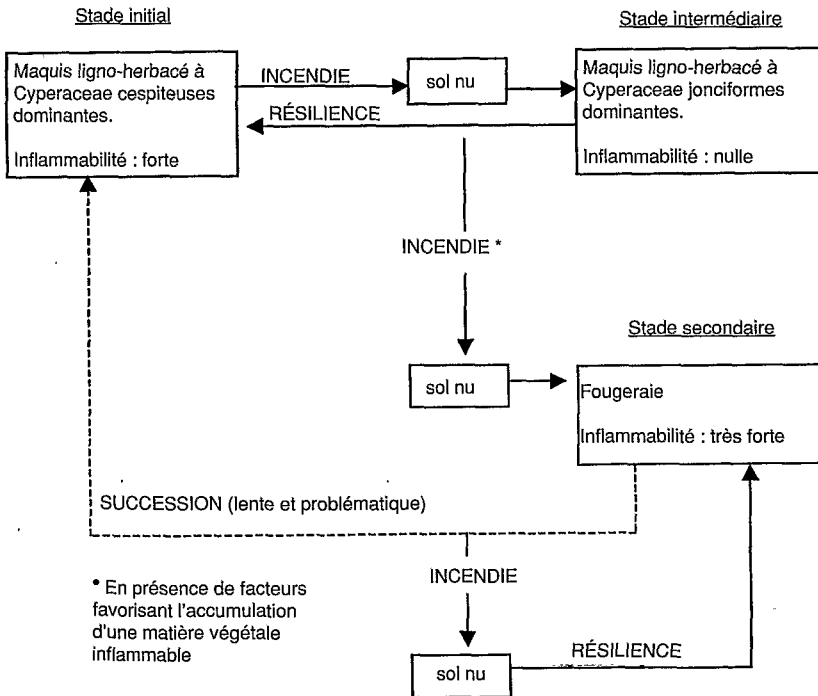 Stade initial
Stade intermédiaire
Maquis ligno-herbacé à
Cyperaceae cespiteuses
dominantes.
Inflammabilité : forte
INCENDIE
sol nu
RÉSILIENCE
Maquis ligno-herbacé à
Cyperaceae jonciformes
dominantes.
Inflammabilité : nulle
INCENDIE *
Stade secondaire
sol nu
Fougeraie
Inflammabilité : très forte
SUCCESSION (lente et problématique)
INCENDIE
* En présence de facteurs
favorisant l'accumulation
d'une matière végétale
inflammable
RÉSILIENCE
sol nu